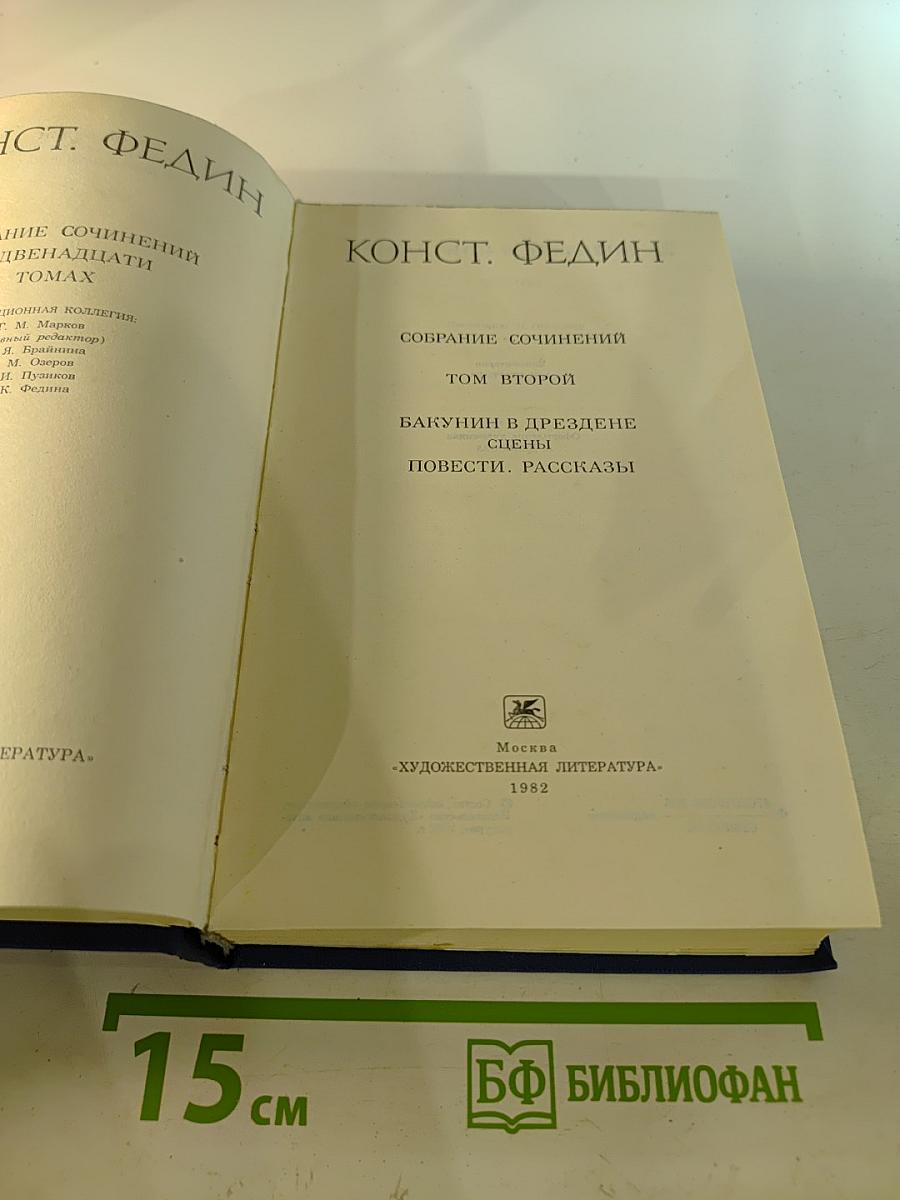 НСТ. ФЕДИН
АНИЕ СОЧИНЕНИЙ
ДВЕНАДЦАТИ
ТОМАХ
ЦИОННАЯ КОЛЛЕГИЯ:
Г. М. Марков
вный редактор)
Я. Брайнина
М. Озеров
И. Пузиков
К. Федина
ЕРАТУРА»
КОНСТ. ФЕДИН
СОБРАНИЕ СОЧИНЕНИЙ
ТОМ ВТОРОЙ
БАКУНИН В ДРЕЗДЕНЕ
СЦЕНЫ
ПОВЕСТИ. РАССКАЗЫ
Москва
«ХУДОЖЕСТВЕННАЯ ЛИТЕРАТУРА»
1982
15 СМ
БФ БИБЛИОФАН